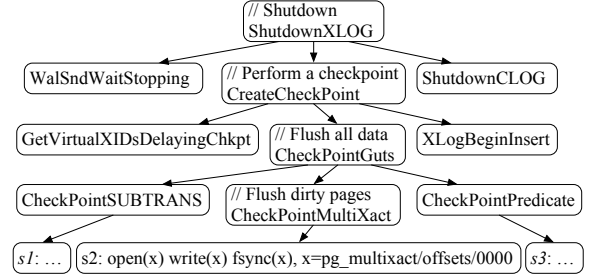 // Shutdown
ShutdownXLOG
WalSndWaitStopping
// Perform a checkpoint
CreateCheckPoint
ShutdownCLOG
GetVirtualXIDsDelayingChkpt
// Flush all data
CheckPointGuts
XLogBeginInsert
CheckPointSUBTRANS
// Flush dirty pages
CheckPointMultiXact
CheckPointPredicate
s1: …
s2: open(x) write(x) fsync(x), x=pg_multixact/offsets/0000
s3: …